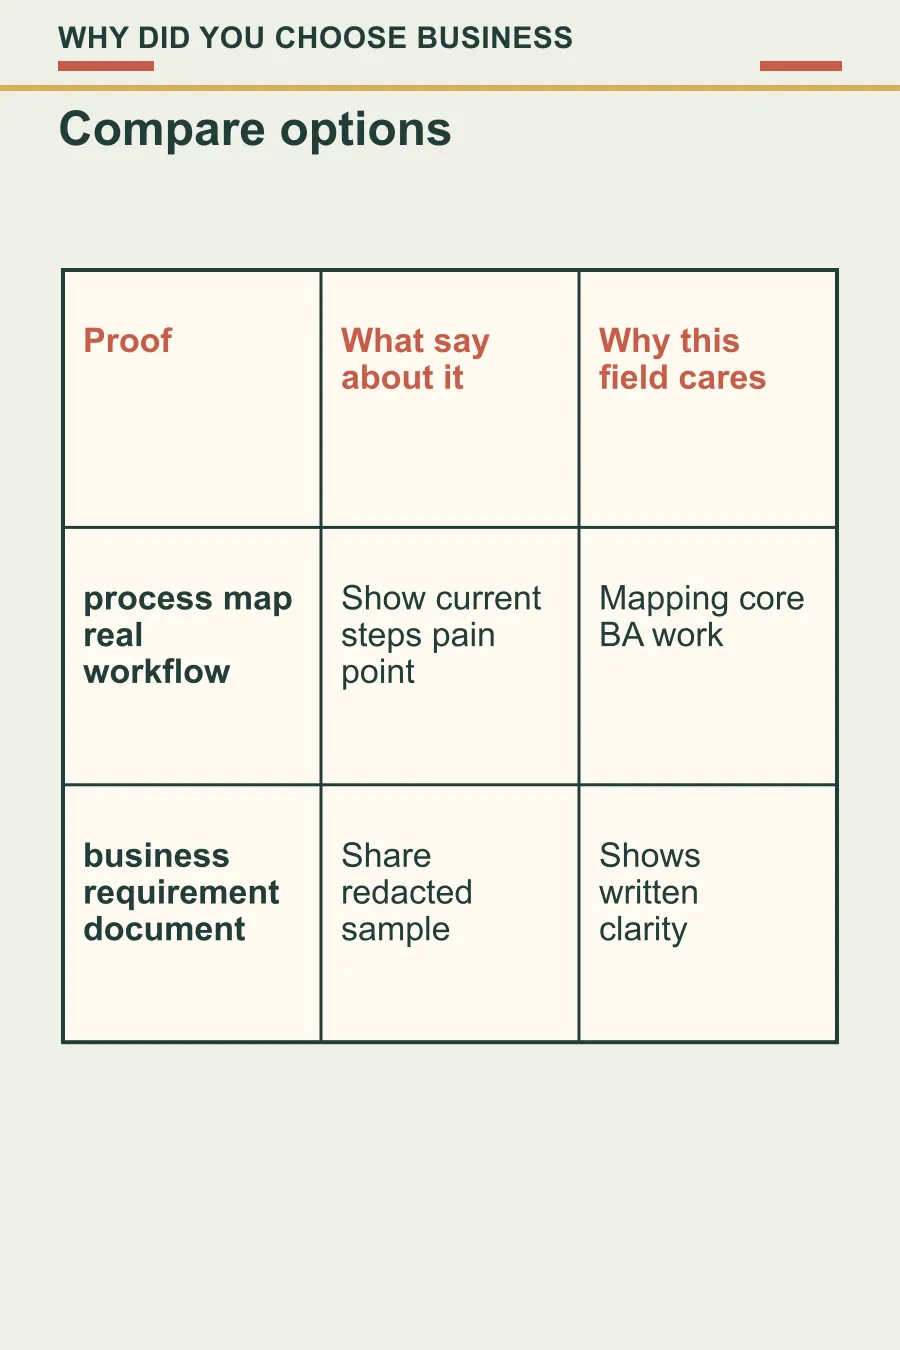 WHY DID YOU CHOOSE BUSINESS
Compare options
Proof
What say
about it
Why this
field cares
process map
real
workflow
Show current
steps pain
point
Mapping core
BA work
business
requirement
document
Share
redacted
sample
Shows
written
clarity